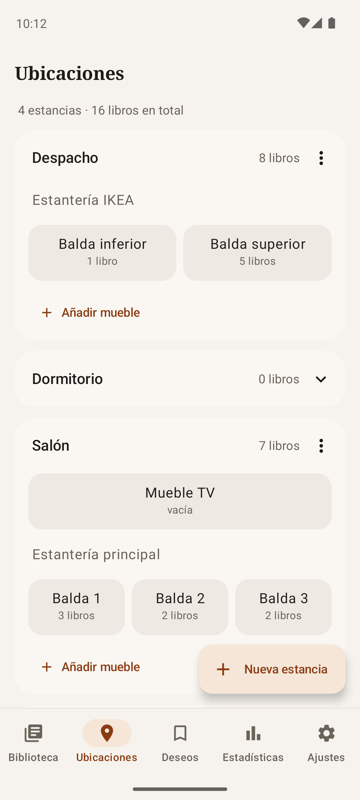 10:12
Ubicaciones
4 estancias · 16 libros en total
Despacho
8 libros
Estantería IKEA
Balda inferior
1 libro
Balda superior
5 libros
+ Añadir mueble
Dormitorio
0 libros
Salón
7 libros
Mueble TV
vacía
Estantería principal
Balda 1
3 libros
Balda 2
2 libros
Balda 3
2 libros
+ Añadir mueble
+ Nueva estancia
Biblioteca
Ubicaciones
Deseos
Estadísticas
Ajustes